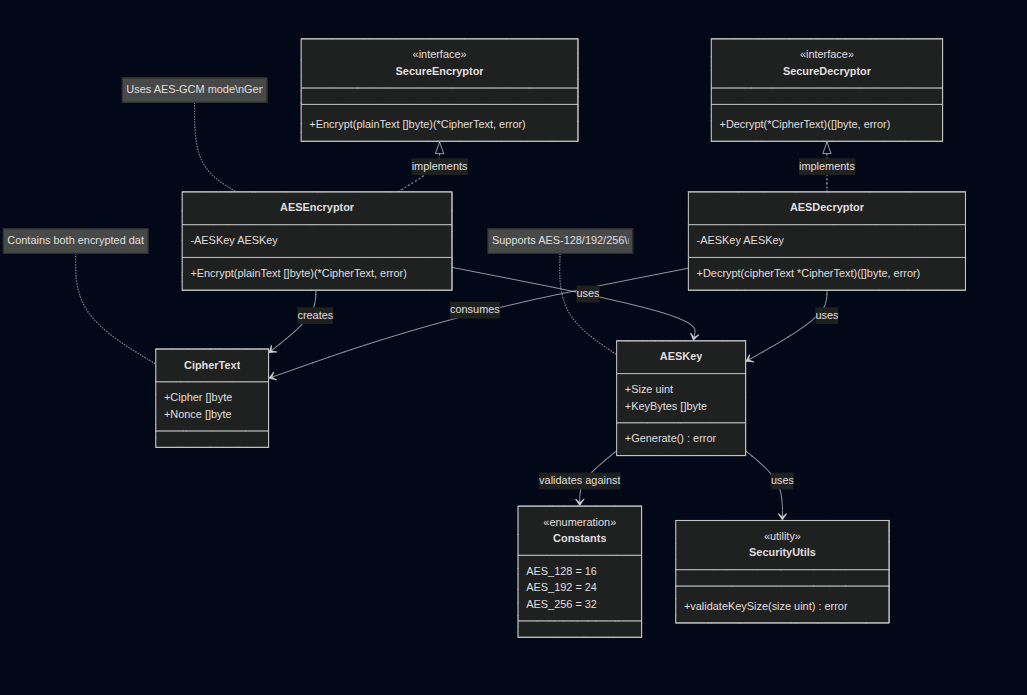 «interface»
SecureEncryptor
+Encrypt(plainText []byte)(*CipherText, error)
«interface»
SecureDecryptor
+Decrypt(*CipherText)([]byte, error)
Uses AES-GCM mode\nGer
implements
implements
AESEncryptor
-AESKey AESKey
+Encrypt(plainText []byte)(*CipherText, error)
AESDecryptor
-AESKey AESKey
+Decrypt(cipherText *CipherText)([]byte, error)
Contains both encrypted dat
Supports AES-128/192/256\
uses
creates
consumes
uses
CipherText
+Cipher []byte
+Nonce []byte
AESKey
+Size uint
+KeyBytes []byte
+Generate() : error
validates against
uses
«enumeration»
Constants
AES_128 = 16
AES_192 = 24
AES_256 = 32
«utility»
SecurityUtils
+validateKeySize(size uint) : error